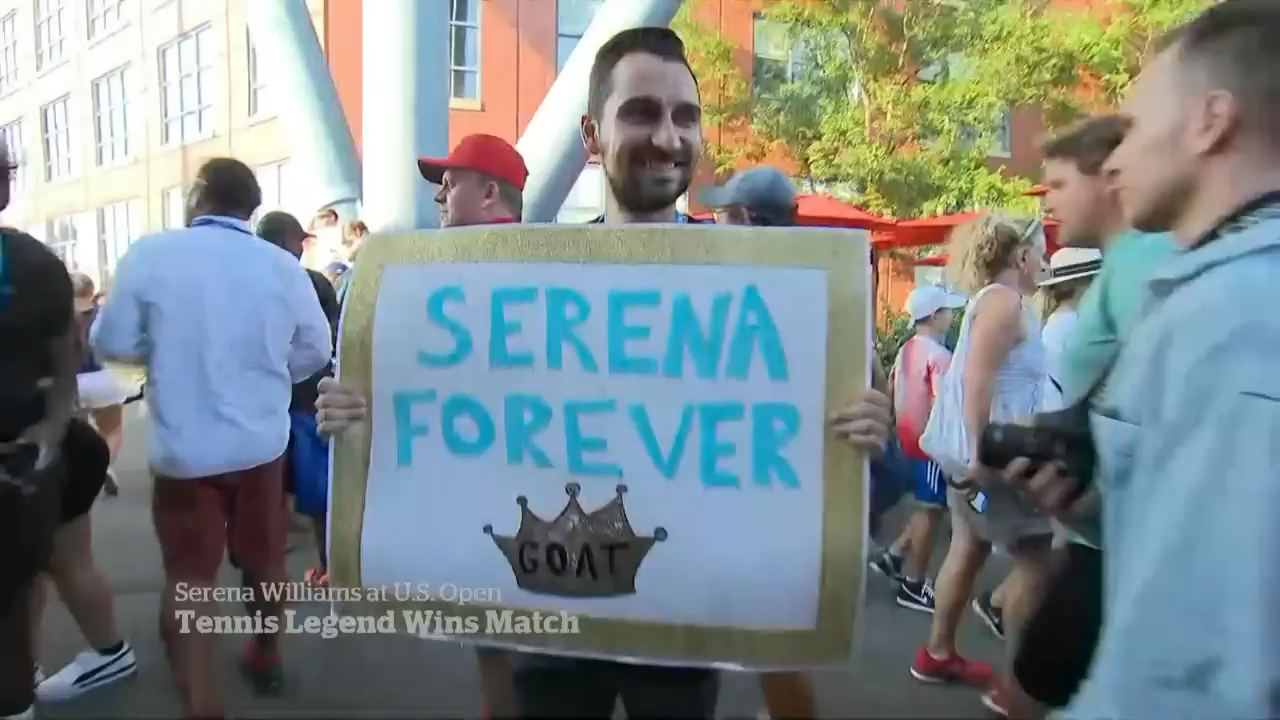 SERENA
FOREVER
GOAT
Serena Williams at U.S. Open
Tennis Legend Wins Match